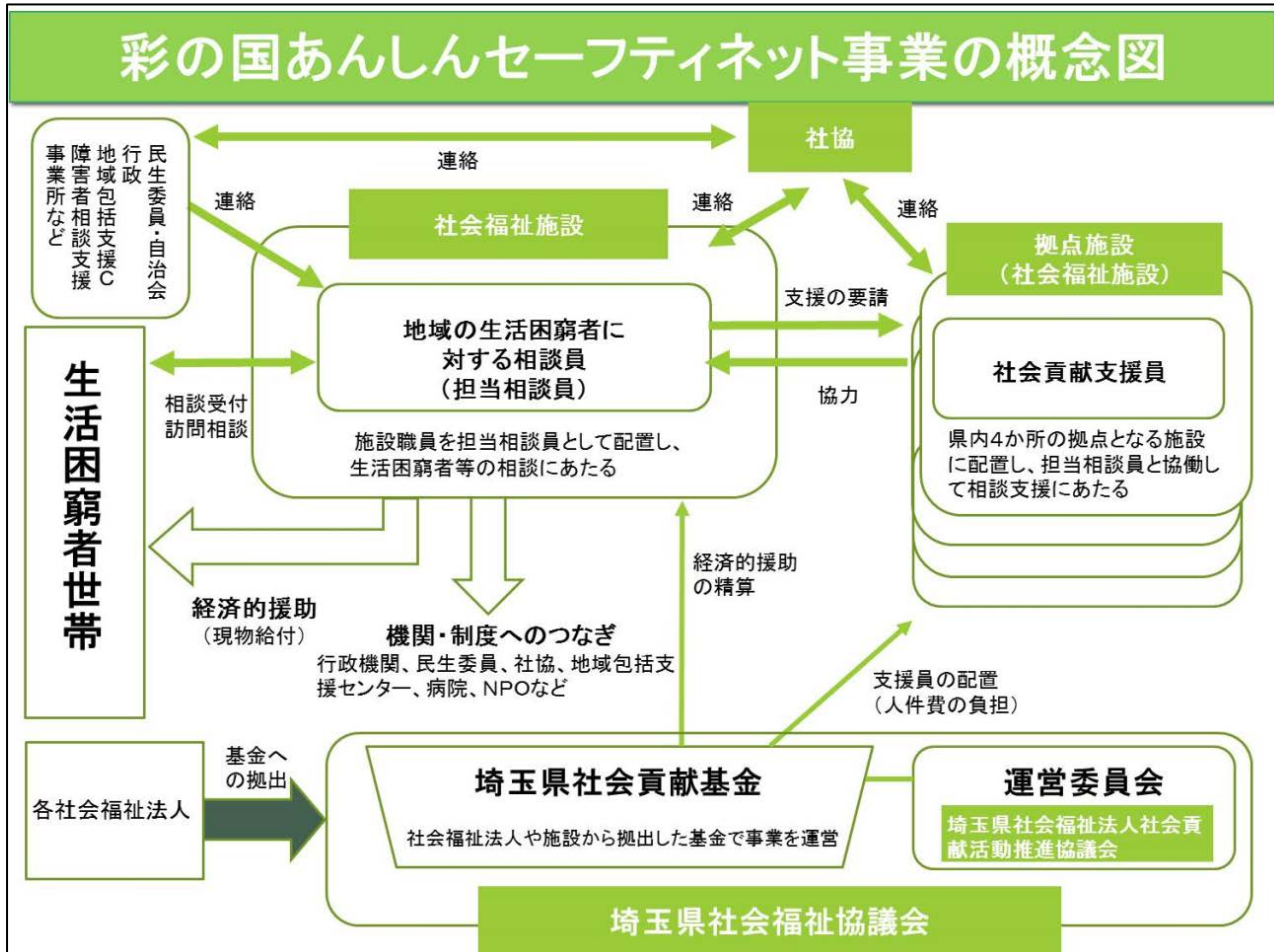 彩の国あんしんセーフティネット事業の概念図
民生委員・自治会
行政
地域包括支援C
障害者相談支援
事業所など
連絡
社協
連絡
社会福祉施設
連絡
連絡
拠点施設
(社会福祉施設)
地域の生活困窮者に
対する相談員
(担当相談員)
支援の要請
協力
社会貢献支援員
生活困窮者世帯
相談受付
訪問相談
施設職員を担当相談員として配置し、
生活困窮者等の相談にあたる
県内4か所の拠点となる施設
に配置し、担当相談員と協働し
て相談支援にあたる
経済的援助
(現物給付)
機関・制度へのつなぎ
行政機関、民生委員、社協、地域包括支
援センター、病院、NPOなど
経済的援助
の精算
支援員の配置
(人件費の負担)
各社会福祉法人
基金へ
の拠出
埼玉県社会貢献基金
社会福祉法人や施設から拠出した基金で事業を運営
運営委員会
埼玉県社会福祉法人社会貢
献活動推進協議会
埼玉県社会福祉協議会